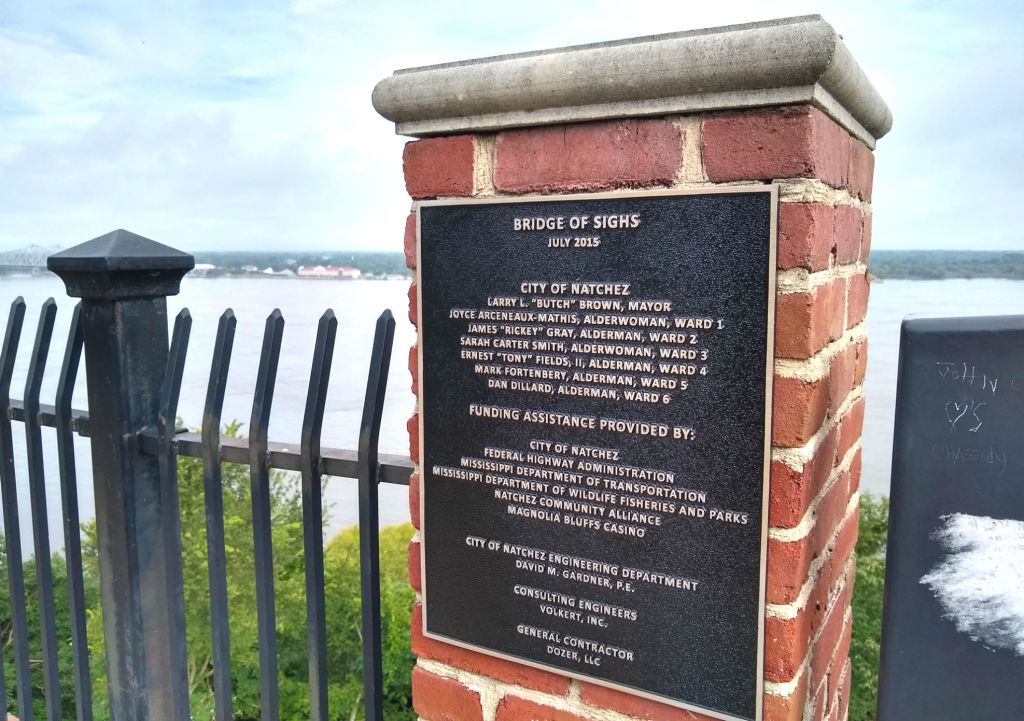 BRIDGE OF SIGHS
JULY 2015
CITY OF NATCHEZ
LARRY L. "BUTCH" BROWN, MAYOR
JOYCE ARCENEAUX-MATHIS, ALDERWOMAN, WARD 1
JAMES "RICKEY" GRAY, ALDERMAN, WARD 2
SARAH CARTER SMITH, ALDERWOMAN, WARD 3
ERNEST "TONY" FIELDS, II, ALDERMAN, WARD 4
MARK FORTENBERY, ALDERMAN, WARD 5
DAN DILLARD, ALDERMAN, WARD 6
FUNDING ASSISTANCE PROVIDED BY:
CITY OF NATCHEZ
FEDERAL HIGHWAY ADMINISTRATION
MISSISSIPPI DEPARTMENT OF TRANSPORTATION
MISSISSIPPI DEPARTMENT OF WILDLIFE FISHERIES AND PARKS
NATCHEZ COMMUNITY ALLIANCE
MAGNOLIA BLUFFS CASINO
CITY OF NATCHEZ ENGINEERING DEPARTMENT
DAVID M. GARDNER, P.E.
CONSULTING ENGINEERS
VOLKERT, INC.
GENERAL CONTRACTOR
DOZER, LLC